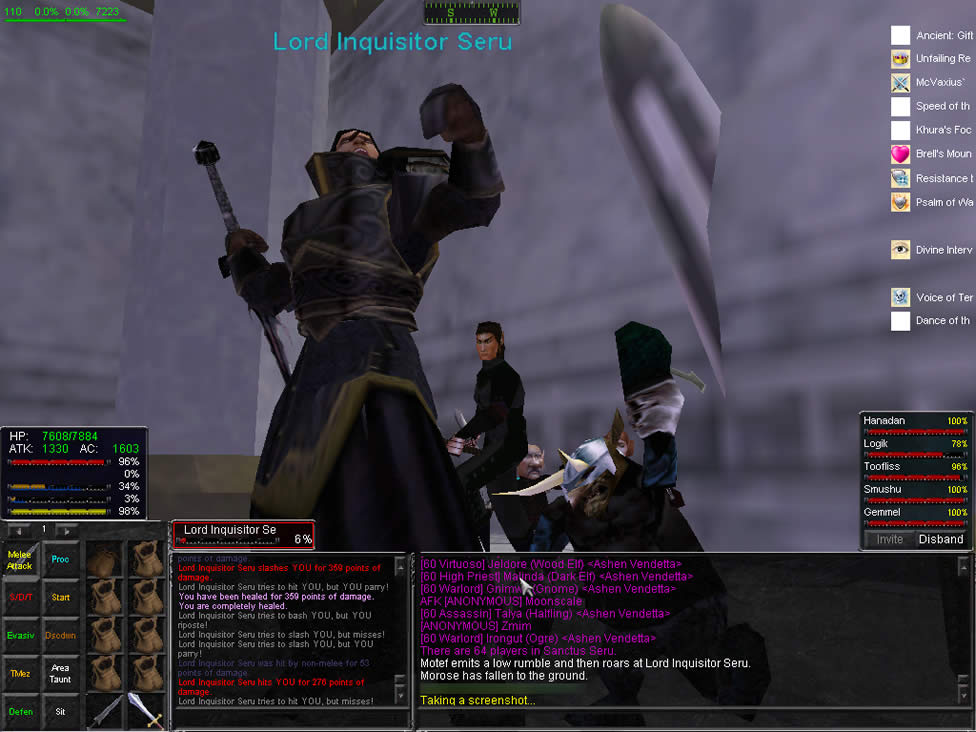 110 0.0% 0.0% 7223
S W
Lord Inquisitor Seru
Ancient: Gift
Unfailing Re
McVaxius`
Speed of th
Khura's Foc
Brell's Moun
Resistance t
Psalm of Wa
Divine Interv
Voice of Ter
Dance of th
HP: 7608/7884
ATK: 1330 AC: 1603
96%
0%
34%
3%
98%
Hanadan 100%
Logik 78%
Toofliss 96%
Smushu 100%
Gemmel 100%
Invite Disband
1
Melee Attack
Proc
S/D/T
Start
Evasiv
Dscdwn
TMez
Area Taunt
Defen
Sit
Lord Inquisitor Se
6%
points of damage.
Lord Inquisitor Seru slashes YOU for 359 points of
damage.
Lord Inquisitor Seru tries to hit YOU, but YOU parry!
You have been healed for 359 points of damage.
You are completely healed.
Lord Inquisitor Seru tries to bash YOU, but YOU
riposte!
Lord Inquisitor Seru tries to slash YOU, but misses!
Lord Inquisitor Seru tries to slash YOU, but YOU
parry!
Lord Inquisitor Seru was hit by non-melee for 53
points of damage.
Lord Inquisitor Seru hits YOU for 276 points of
damage.
Lord Inquisitor Seru tries to hit YOU, but misses!
[60 Virtuoso] Jeldore (Wood Elf) <Ashen Vendetta>
[60 High Priest] (Dark Elf) <Ashen Vendetta>
[60 Warlord] (Gnome) <Ashen Vendetta>
AFK [ANONYMOUS] Moonscale
[60 Assassin] Talya (Halfling) <Ashen Vendetta>
[ANONYMOUS] Zmim
[60 Warlord] Irongut (Ogre) <Ashen Vendetta>
There are 64 players in Sanctus Seru.
Motef emits a low rumble and then roars at Lord Inquisitor Seru.
Morose has fallen to the ground.
Taking a screenshot...